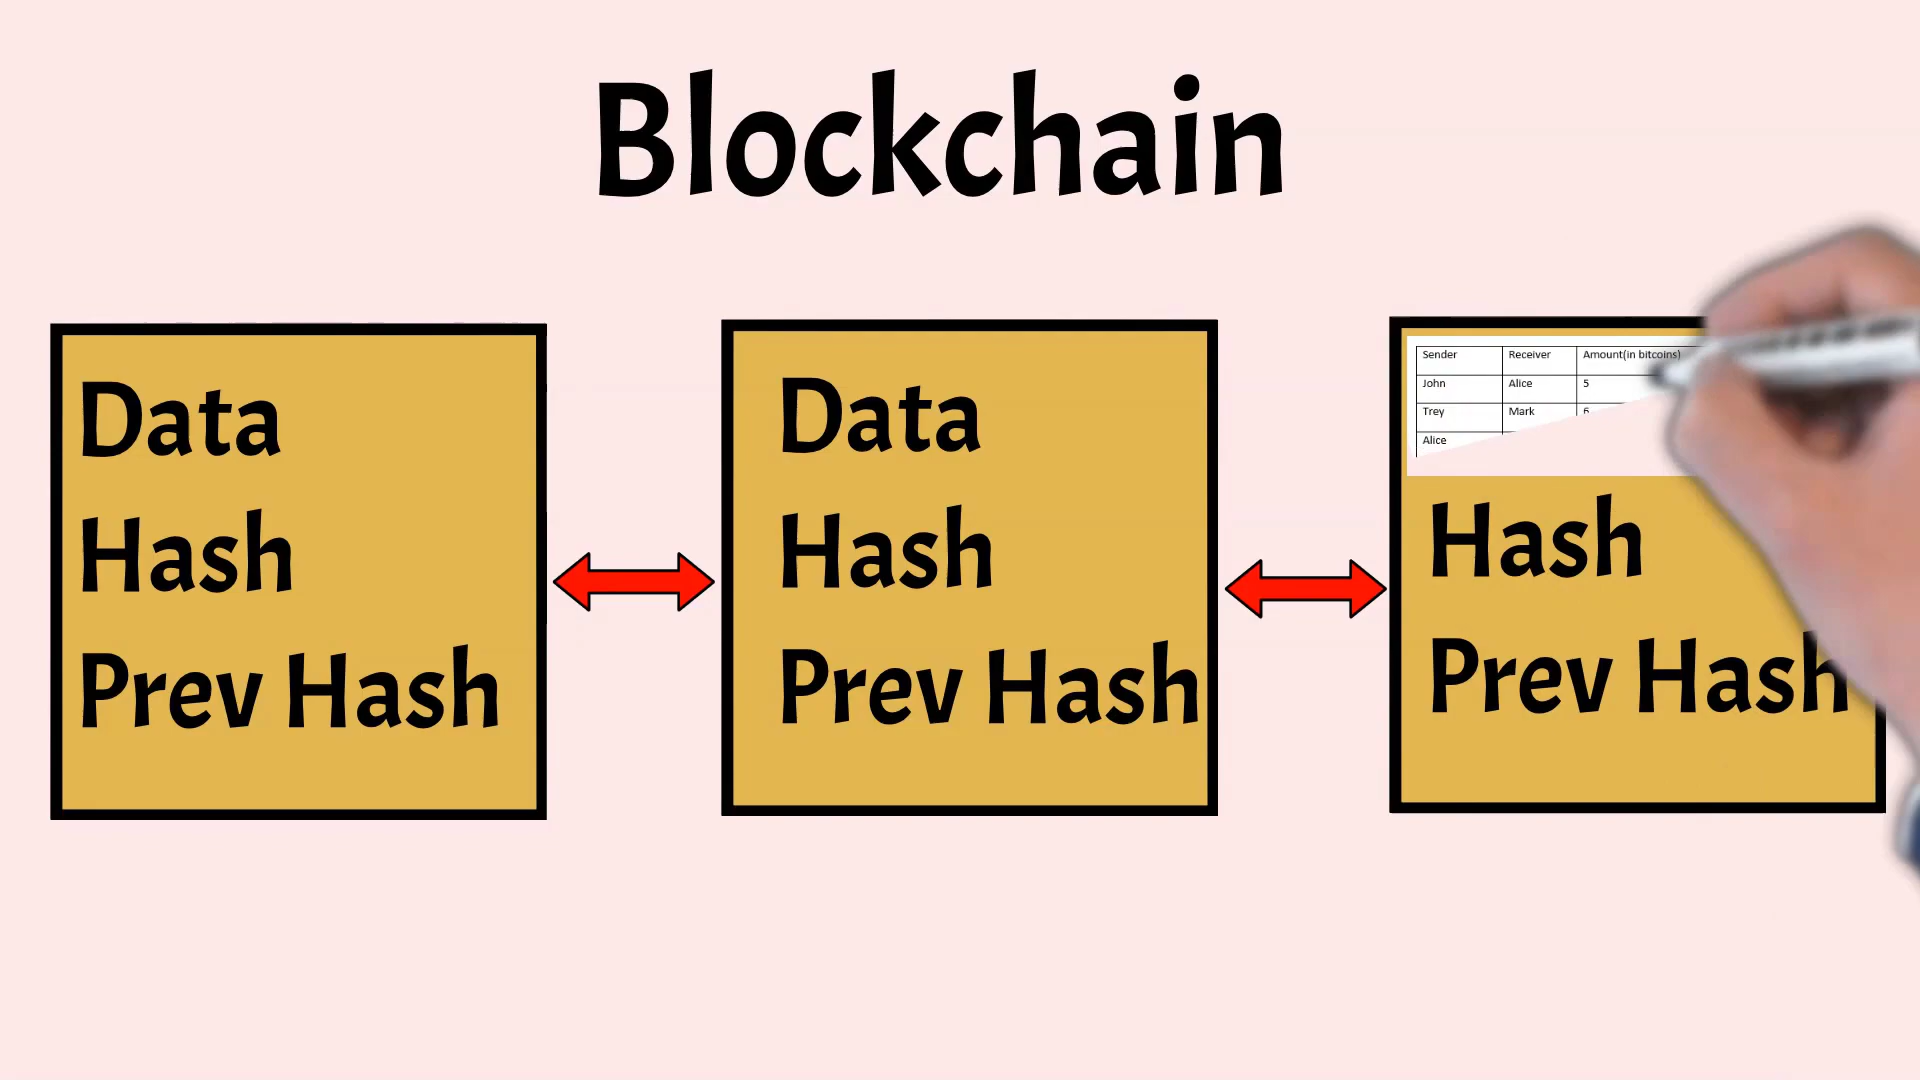 Blockchain
Data
Hash
Prev Hash
Data
Hash
Prev Hash
Sender Receiver Amount(in bitcoins)
John Alice 5
Trey Mark 6
Alice
Hash
Prev Hash